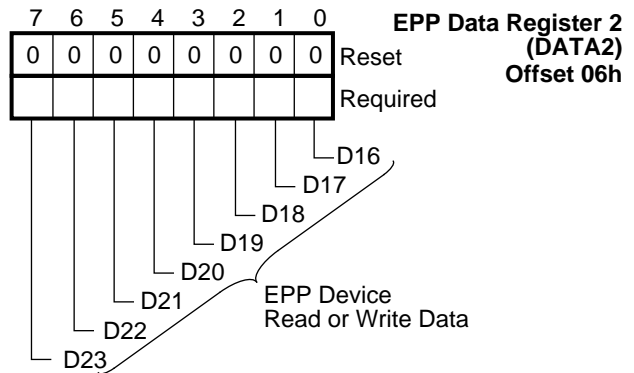 7 6 5 4 3 2 1 0
EPP Data Register 2
(DATA2)
Offset 06h
0 0 0 0 0 0 0 0 Reset
Required
D16
D17
D18
D19
D20
D21
D22
D23
EPP Device
Read or Write Data